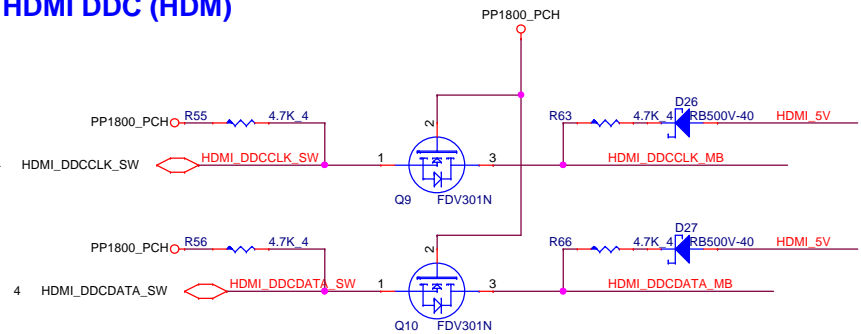 HDMI DDC (HDM)
PP1800_PCH
D26
PP1800_PCH R55 4.7K_4 2 R63 4.7K_4 RB500V-40 HDMI_5V
HDMI_DDCCLK_SW HDMI_DDCCLK_SW 1 3 HDMI_DDCCLK_MB
Q9 FDV301N
D27
PP1800_PCH R56 4.7K_4 2 R66 4.7K_4 RB500V-40 HDMI_5V
4 HDMI_DDCDATA_SW HDMI_DDCDATA_SW 1 3 HDMI_DDCDATA_MB
Q10 FDV301N